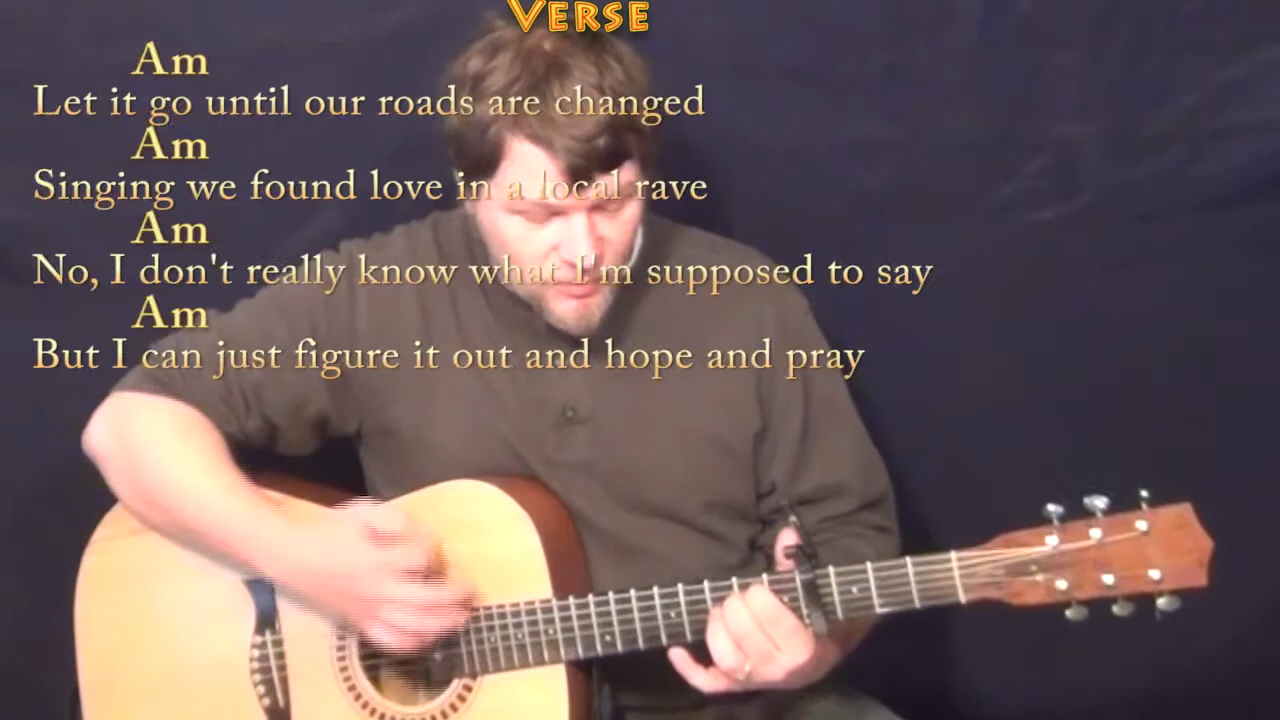 VERSE
Am
Let it go until our roads are changed
Am
Singing we found love in a local rave
Am
No, I don't really know what I'm supposed to say
Am
But I can just figure it out and hope and pray